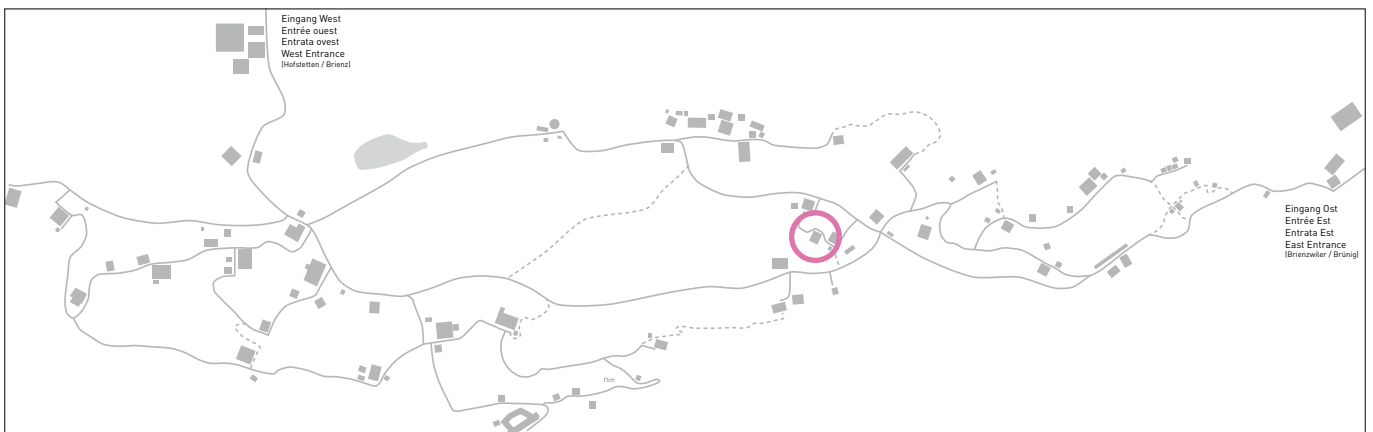 Eingang West
Entrée ouest
Entrata ovest
West Entrance
(Hofstetten / Brienz)
Eingang Ost
Entrée Est
Entrata Est
East Entrance
(Brienzwiler / Brünig)